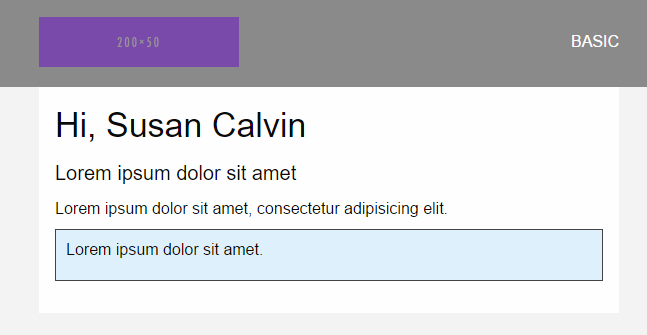 200×50
BASIC
Hi, Susan Calvin
Lorem ipsum dolor sit amet
Lorem ipsum dolor sit amet, consectetur adipisicing elit.
Lorem ipsum dolor sit amet.